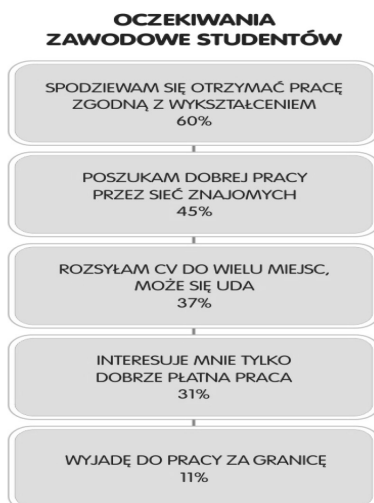 OCZEKIWANIA
ZAWODOWE STUDENTÓW
SPODZIEWAM SIĘ OTRZYMAĆ PRACĘ
ZGODNĄ Z WYKSZTAŁCENIEM
60%
POSZUKAM DOBREJ PRACY
PRZEZ SIEĆ ZNAJOMYCH
45%
ROZSYŁAM CV DO WIELU MIEJSC,
MOŻE SIĘ UDA
37%
INTERESUJE MNIE TYLKO
DOBRZE PŁATNA PRACA
31%
WYJADĘ DO PRACY ZA GRANICĘ
11%